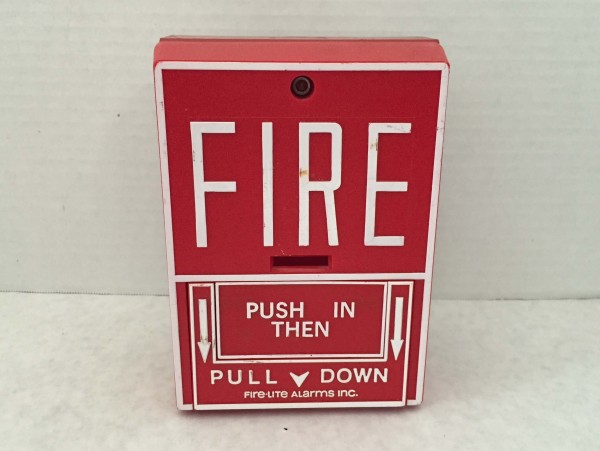 FIRE
PUSH IN
THEN
PULL DOWN
FIRE-LITE ALARMS INC.